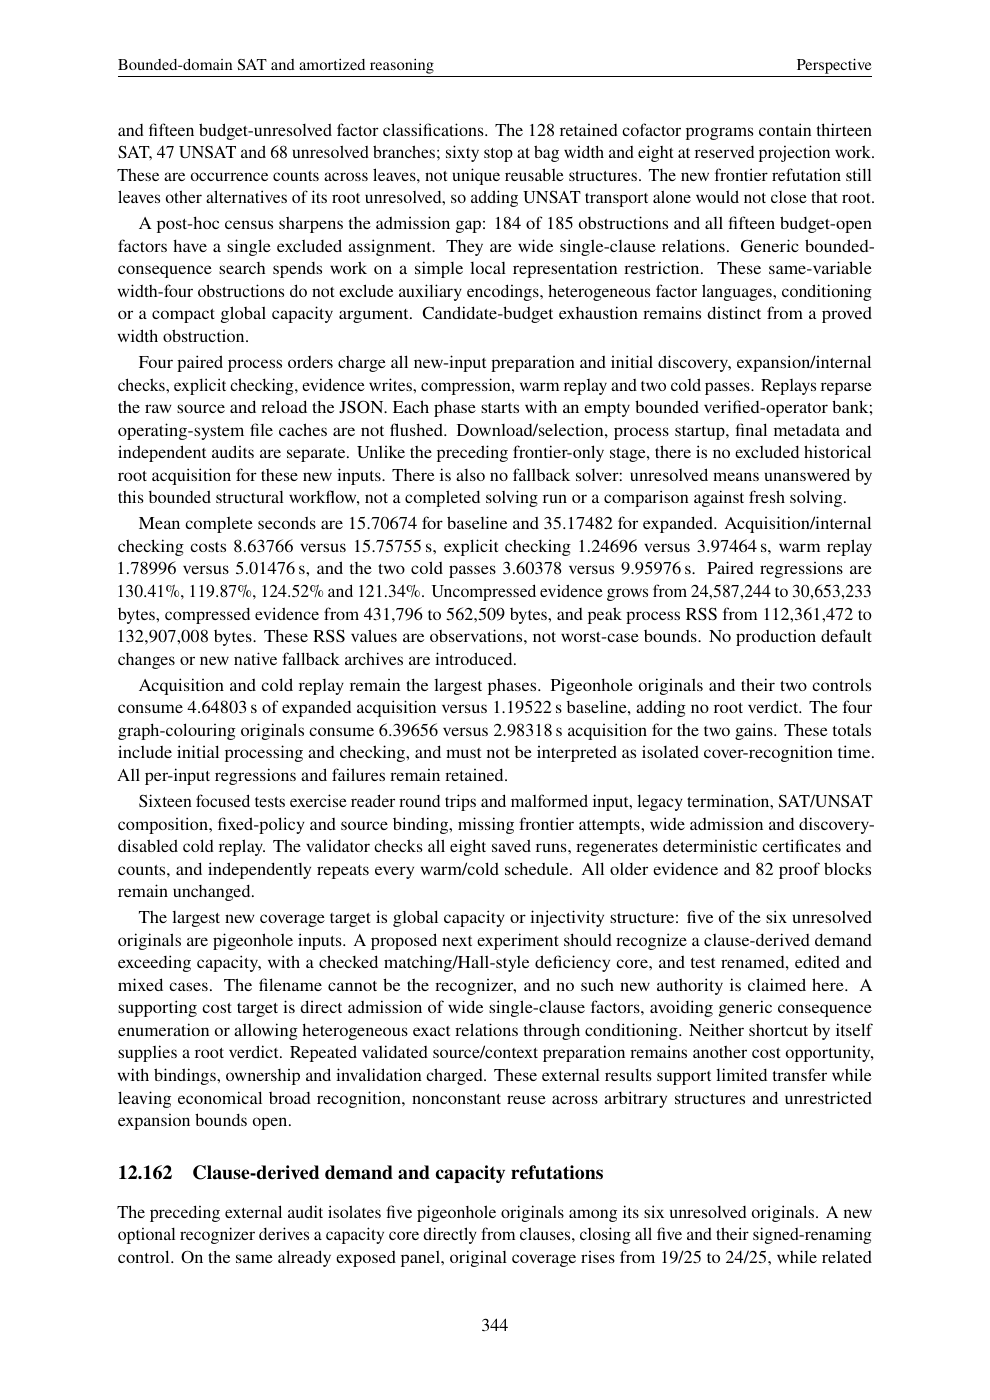 Bounded-domain SAT and amortized reasoning Perspective
and fifteen budget-unresolved factor classifications. The 128 retained cofactor programs contain thirteen
SAT, 47 UNSAT and 68 unresolved branches; sixty stop at bag width and eight at reserved projection work.
These are occurrence counts across leaves, not unique reusable structures. The new frontier refutation still
leaves other alternatives of its root unresolved, so adding UNSAT transport alone would not close that root.
A post-hoc census sharpens the admission gap: 184 of 185 obstructions and all fifteen budget-open
factors have a single excluded assignment. They are wide single-clause relations. Generic bounded-
consequence search spends work on a simple local representation restriction. These same-variable
width-four obstructions do not exclude auxiliary encodings, heterogeneous factor languages, conditioning
or a compact global capacity argument. Candidate-budget exhaustion remains distinct from a proved
width obstruction.
Four paired process orders charge all new-input preparation and initial discovery, expansion/internal
checks, explicit checking, evidence writes, compression, warm replay and two cold passes. Replays reparse
the raw source and reload the JSON. Each phase starts with an empty bounded verified-operator bank;
operating-system file caches are not flushed. Download/selection, process startup, final metadata and
independent audits are separate. Unlike the preceding frontier-only stage, there is no excluded historical
root acquisition for these new inputs. There is also no fallback solver: unresolved means unanswered by
this bounded structural workflow, not a completed solving run or a comparison against fresh solving.
Mean complete seconds are 15.70674 for baseline and 35.17482 for expanded. Acquisition/internal
checking costs 8.63766 versus 15.75755 s, explicit checking 1.24696 versus 3.97464 s, warm replay
1.78996 versus 5.01476 s, and the two cold passes 3.60378 versus 9.95976 s. Paired regressions are
130.41%, 119.87%, 124.52% and 121.34%. Uncompressed evidence grows from 24,587,244 to 30,653,233
bytes, compressed evidence from 431,796 to 562,509 bytes, and peak process RSS from 112,361,472 to
132,907,008 bytes. These RSS values are observations, not worst-case bounds. No production default
changes or new native fallback archives are introduced.
Acquisition and cold replay remain the largest phases. Pigeonhole originals and their two controls
consume 4.64803 s of expanded acquisition versus 1.19522 s baseline, adding no root verdict. The four
graph-colouring originals consume 6.39656 versus 2.98318 s acquisition for the two gains. These totals
include initial processing and checking, and must not be interpreted as isolated cover-recognition time.
All per-input regressions and failures remain retained.
Sixteen focused tests exercise reader round trips and malformed input, legacy termination, SAT/UNSAT
composition, fixed-policy and source binding, missing frontier attempts, wide admission and discovery-
disabled cold replay. The validator checks all eight saved runs, regenerates deterministic certificates and
counts, and independently repeats every warm/cold schedule. All older evidence and 82 proof blocks
remain unchanged.
The largest new coverage target is global capacity or injectivity structure: five of the six unresolved
originals are pigeonhole inputs. A proposed next experiment should recognize a clause-derived demand
exceeding capacity, with a checked matching/Hall-style deficiency core, and test renamed, edited and
mixed cases. The filename cannot be the recognizer, and no such new authority is claimed here. A
supporting cost target is direct admission of wide single-clause factors, avoiding generic consequence
enumeration or allowing heterogeneous exact relations through conditioning. Neither shortcut by itself
supplies a root verdict. Repeated validated source/context preparation remains another cost opportunity,
with bindings, ownership and invalidation charged. These external results support limited transfer while
leaving economical broad recognition, nonconstant reuse across arbitrary structures and unrestricted
expansion bounds open.
12.162 Clause-derived demand and capacity refutations
The preceding external audit isolates five pigeonhole originals among its six unresolved originals. A new
optional recognizer derives a capacity core directly from clauses, closing all five and their signed-renaming
control. On the same already exposed panel, original coverage rises from 19/25 to 24/25, while related
344